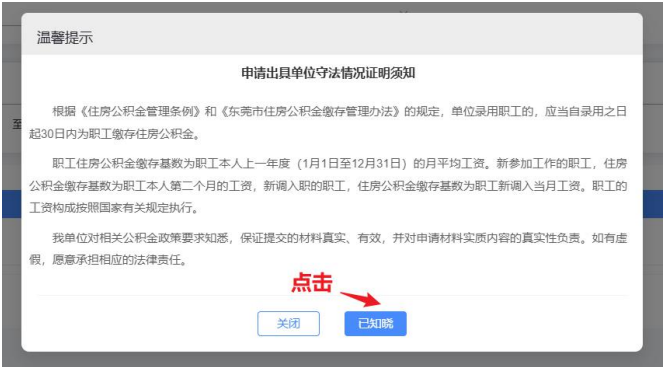 温馨提示
申请出具单位守法情况证明须知
根据《住房公积金管理条例》和《东莞市住房公积金缴存管理办法》的规定，单位录用职工的，应当自录用之日
起30日内为职工缴存住房公积金。
职工住房公积金缴存基数为职工本人上一年度（1月1日至12月31日）的月平均工资。新参加工作的职工，住房
公积金缴存基数为职工本人第二个月的工资，新调入职的职工，住房公积金缴存基数为职工新调入当月工资。职工的
工资构成按照国家有关规定执行。
我单位对相关公积金政策要求知悉，保证提交的材料真实、有效，并对申请材料实质内容的真实性负责。如有虚
假，愿意承担相应的法律责任。
点击
关闭
已知晓
至